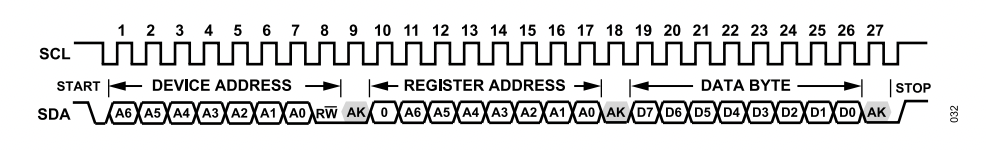 1 2 3 4 5 6 7 8 9 10 11 12 13 14 15 16 17 18 19 20 21 22 23 24 25 26 27
SCL
START DEVICE ADDRESS REGISTER ADDRESS DATA BYTE STOP
SDA A6 A5 A4 A3 A2 A1 A0 RW̅ AK 0 A6 A5 A4 A3 A2 A1 A0 AK D7 D6 D5 D4 D3 D2 D1 D0 AK
032